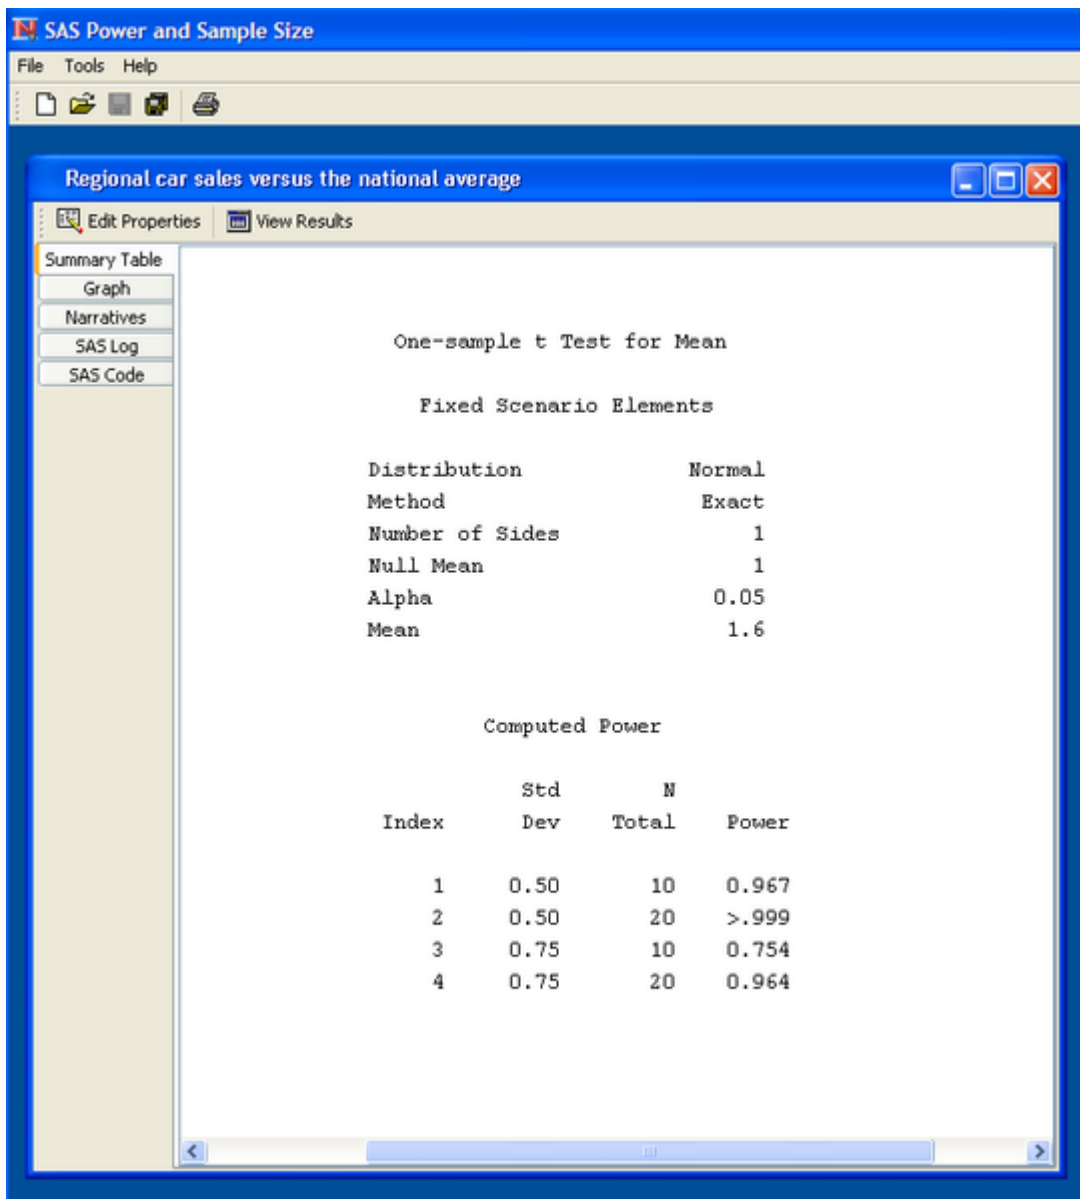 SAS Power and Sample Size
File Tools Help
Regional car sales versus the national average
Edit Properties View Results
Summary Table
Graph
Narratives
SAS Log
SAS Code
One-sample t Test for Mean
Fixed Scenario Elements
Distribution Normal
Method Exact
Number of Sides 1
Null Mean 1
Alpha 0.05
Mean 1.6
Computed Power
Std N
Index Dev Total Power
1 0.50 10 0.967
2 0.50 20 >.999
3 0.75 10 0.754
4 0.75 20 0.964